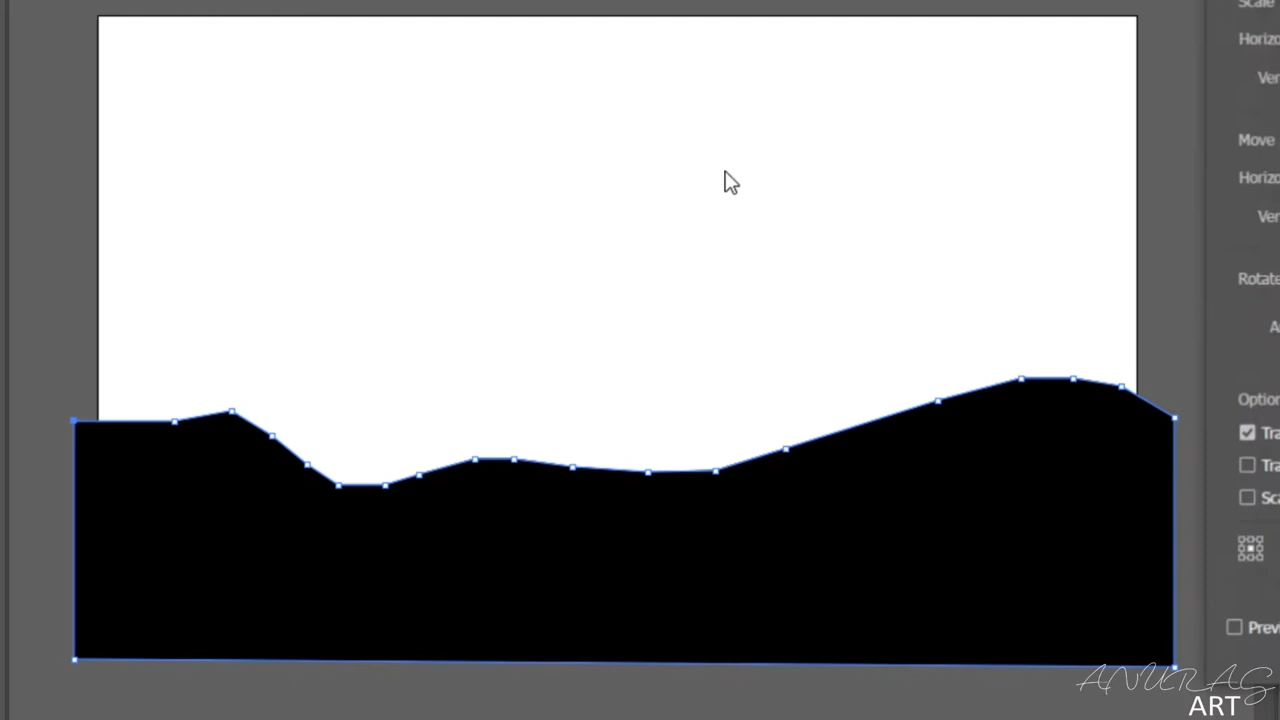 Scale
Horizo
Ver
Move
Horizo
Ver
Rotate
A
Option
Tra
Tra
Sca
Prev
ANURAG
ART